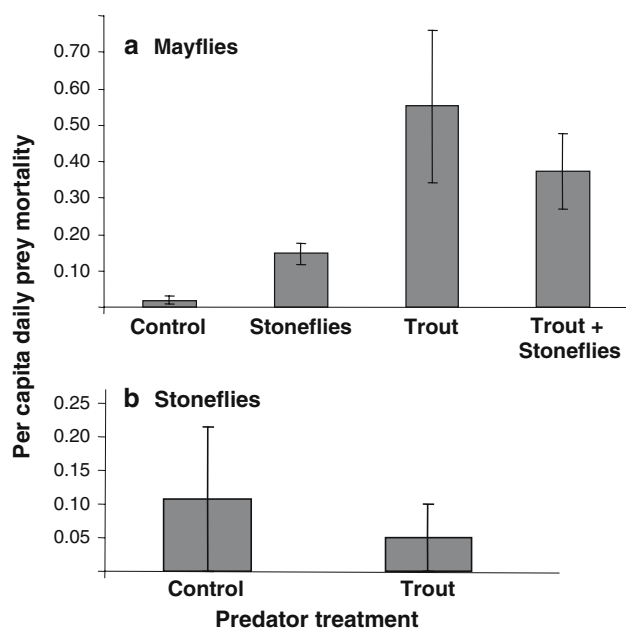 a Mayflies
Per capita daily prey mortality
0.70
0.60
0.50
0.40
0.30
0.20
0.10
Control
Stoneflies
Trout
Trout +
Stoneflies
b Stoneflies
0.25
0.20
0.15
0.10
0.05
Control
Trout
Predator treatment